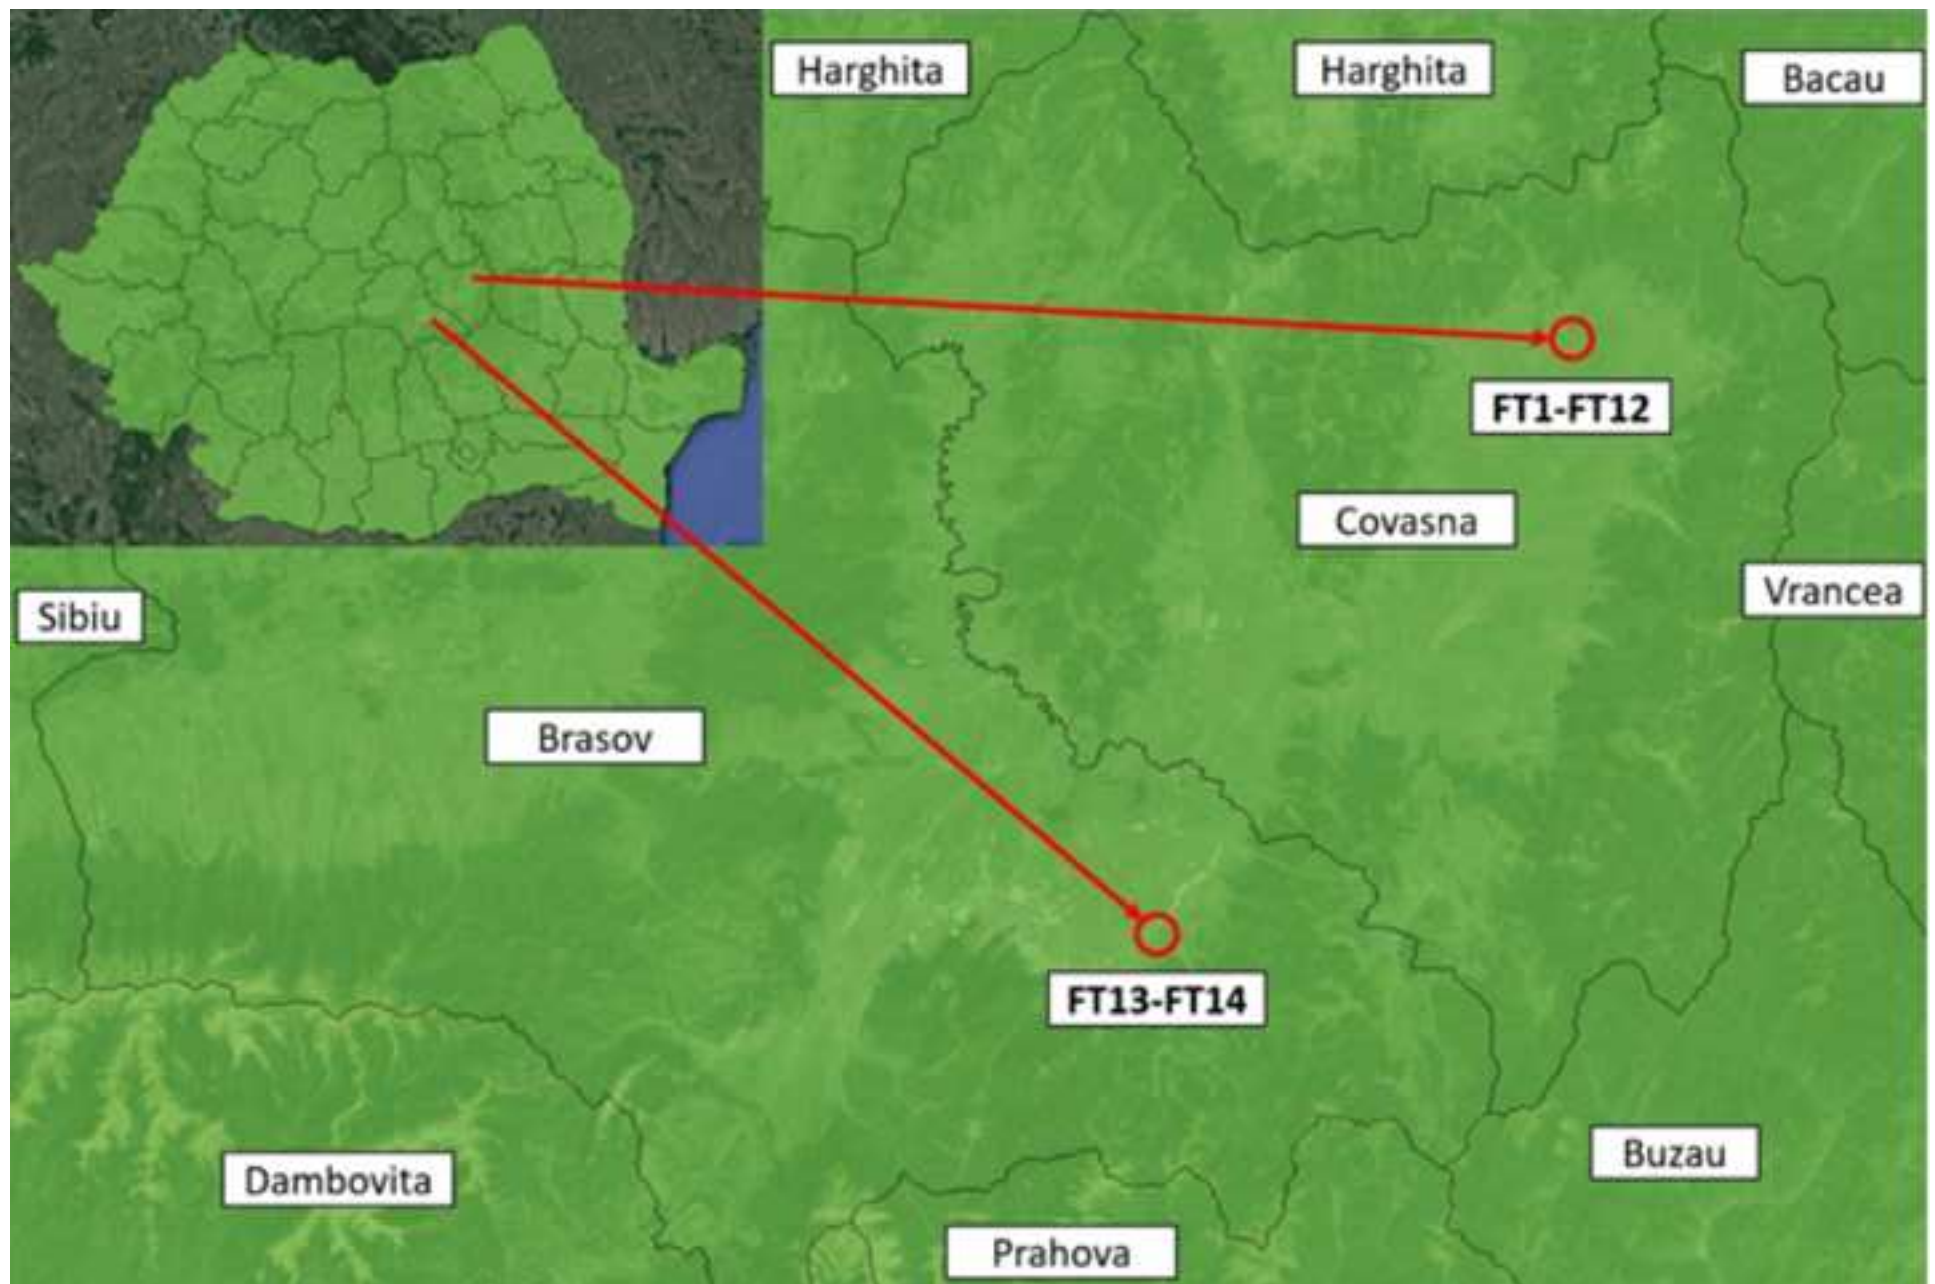 Harghita
Harghita
Bacau
FT1-FT12
Covasna
Vrancea
Sibiu
Brasov
FT13-FT14
Dambovita
Buzau
Prahova